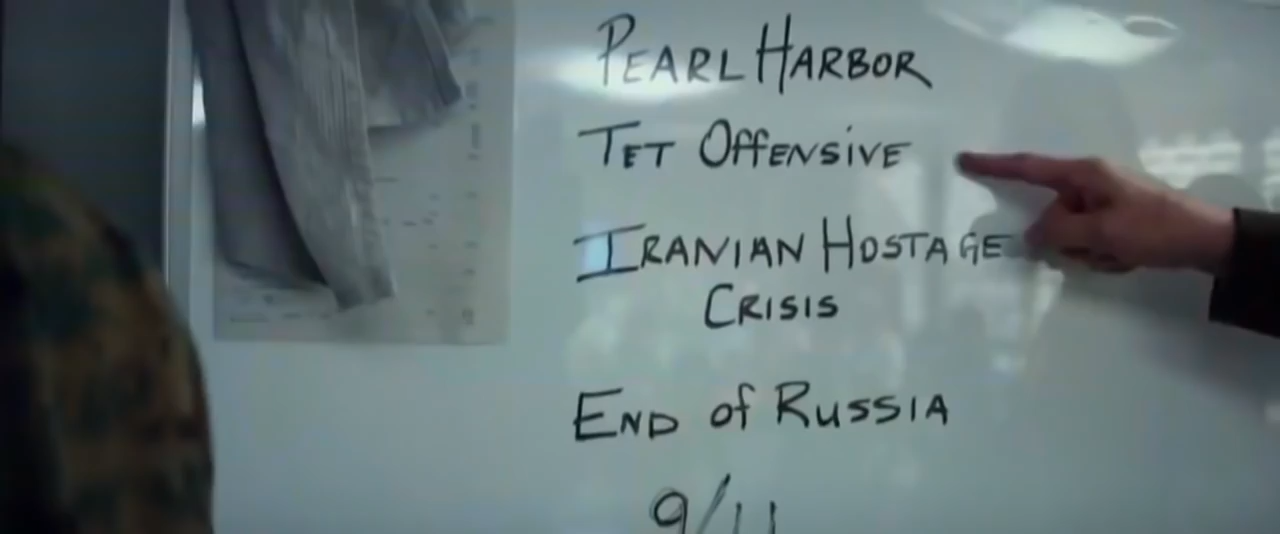 PEARL HARBOR
TET OFFENSIVE
IRANIAN HOSTAGE
CRISIS
END OF RUSSIA
9/11